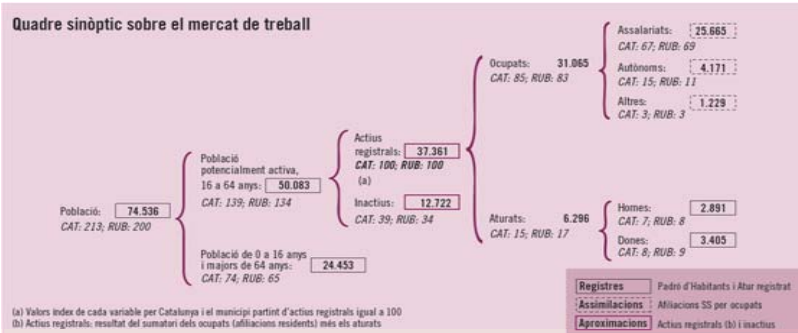 Quadre sinòptic sobre el mercat de treball
Població: 74.536
CAT: 213; RUB: 200
Població
potencialment activa,
16 a 64 anys: 50.083
CAT: 139; RUB: 134
Població de 0 a 16 anys
i majors de 64 anys: 24.453
CAT: 74; RUB: 65
Actius
registrals: 37.361
CAT: 100; RUB: 100
(a)
Inactius: 12.722
CAT: 39; RUB: 34
Ocupats: 31.065
CAT: 85; RUB: 83
Aturats: 6.296
CAT: 15; RUB: 17
Assalariats: 25.665
CAT: 67; RUB: 69
Autònoms: 4.171
CAT: 15; RUB: 11
Altres: 1.229
CAT: 3; RUB: 3
Homes: 2.891
CAT: 7; RUB: 8
Dones: 3.405
CAT: 8; RUB: 9
Registres Padró d'Habitants i Atur registrat
Assimilacions Afiliacions SS per ocupats
Aproximacions Actius registrals (b) i inactius
(a) Valors índex de cada variable per Catalunya i el municipi partint d'actius registrals igual a 100
(b) Actius registrals: resultat del sumatori dels ocupats (afiliacions residents) més els aturats